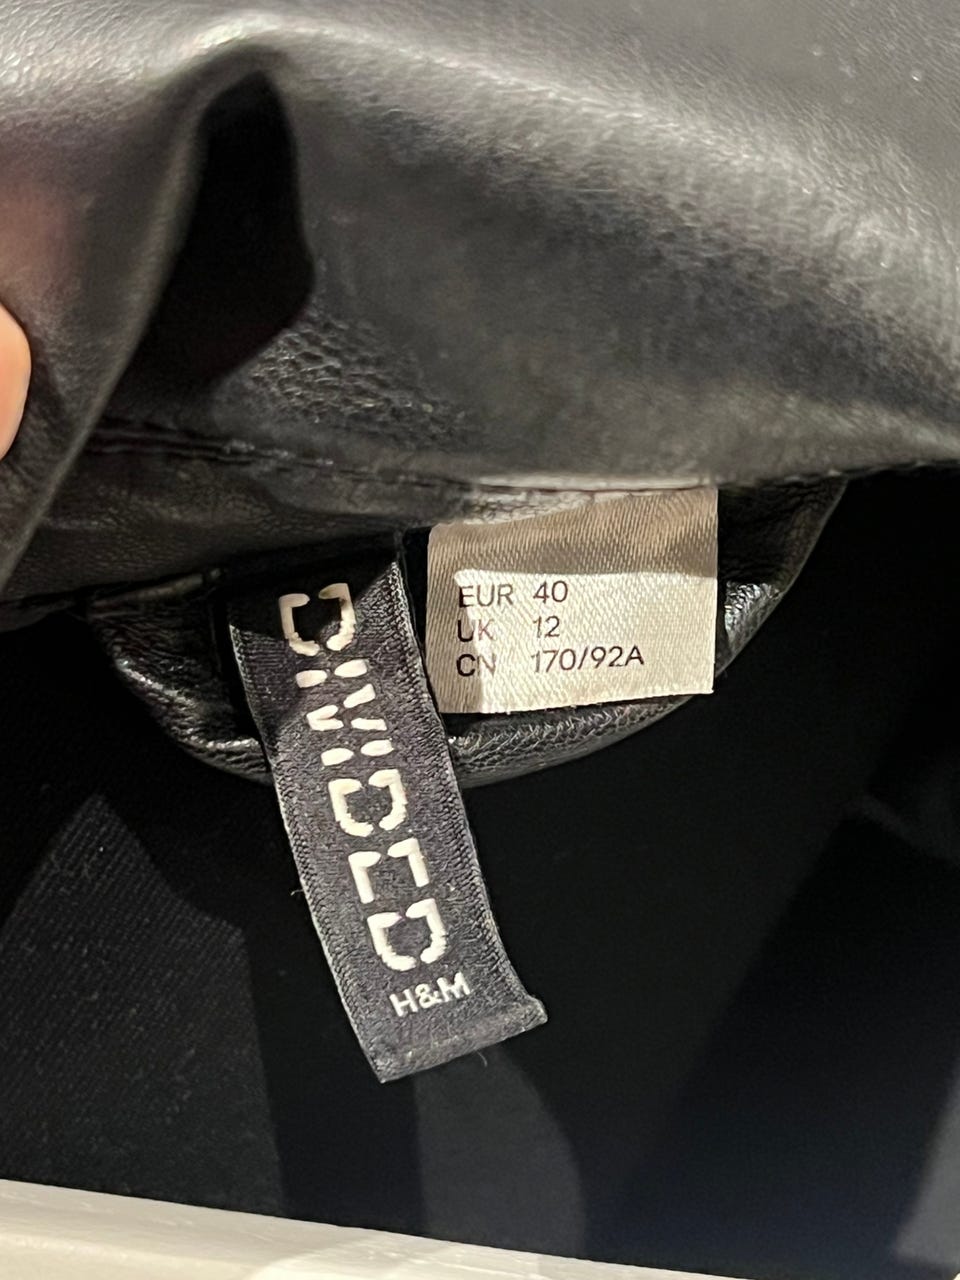 DIVIDED
H&M
EUR 40
UK 12
CN 170/92A